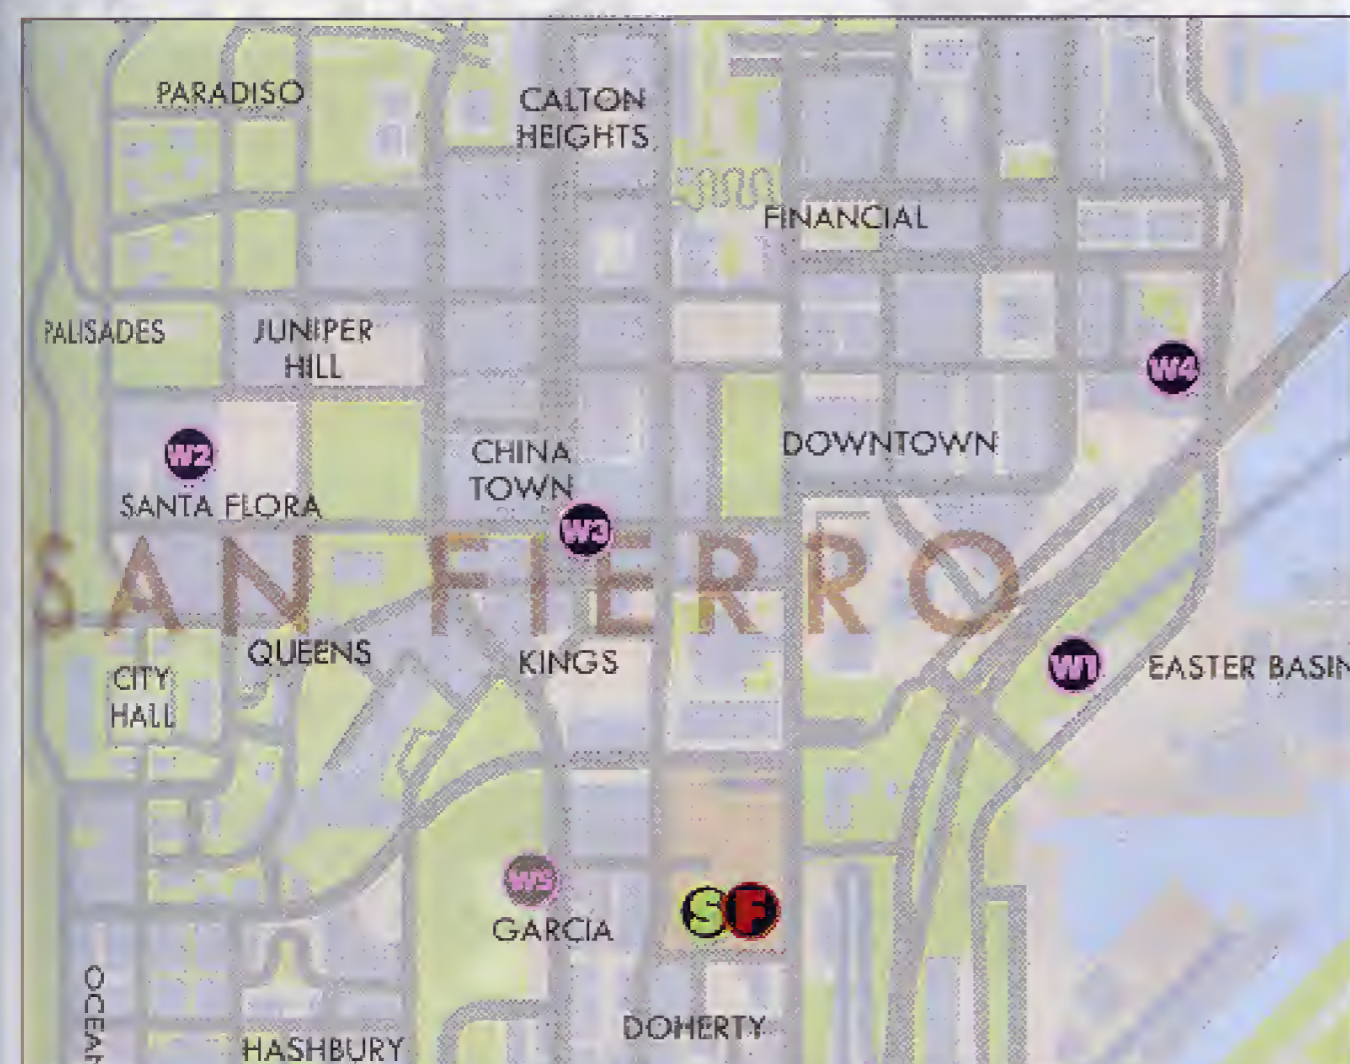 PARADISO
CALTON
HEIGHTS
FINANCIAL
PALISADES
JUNIPER
HILL
W4
DOWNTOWN
CHINA
TOWN
W2
SANTA FLORA
W3
SAN FIERRO
QUEENS
KINGS
W1
EASTER BASIN
CITY
HALL
W5
GARCIA
S F
DOHERTY
HASHBURY